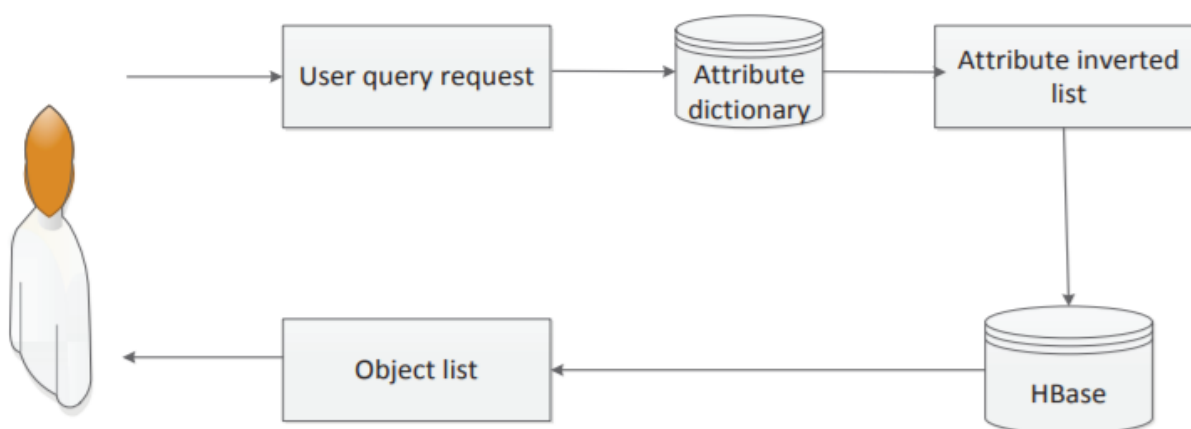 User query request
Attribute
dictionary
Attribute inverted
list
Object list
HBase